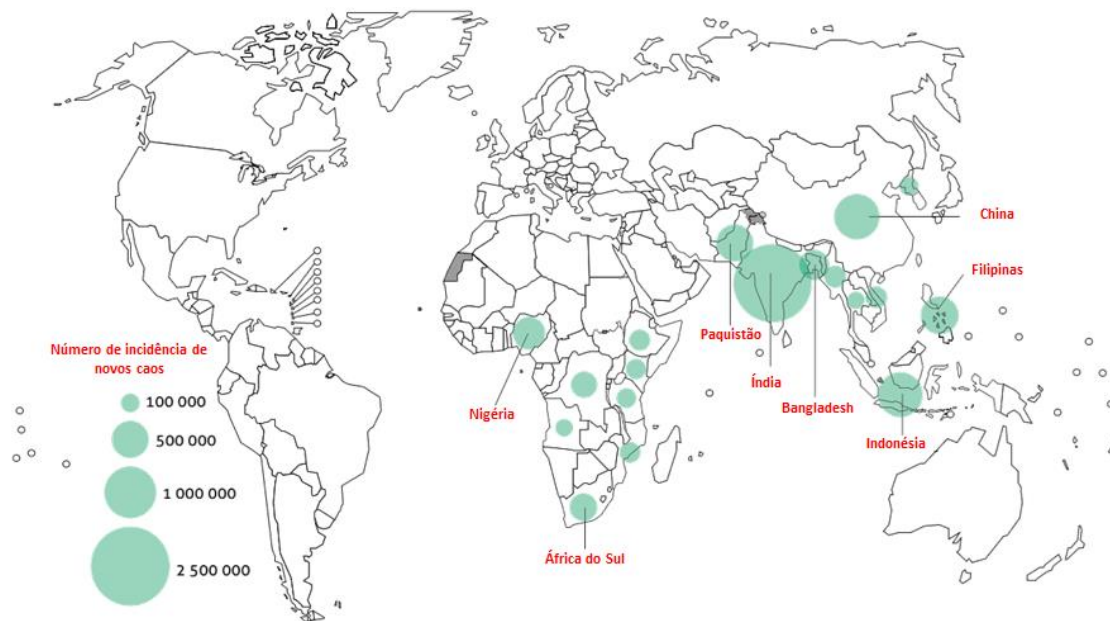 China
Filipinas
Paquistão
Número de incidência de
novos caos
Índia
100 000
Nigéria
Bangladesh
500 000
Indonésia
1 000 000
África do Sul
2 500 000